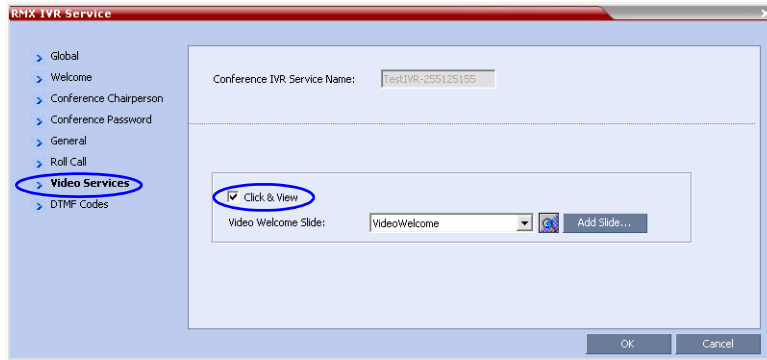 RMX IVR Service
Global
Welcome
Conference Chairperson
Conference Password
General
Roll Call
Video Services
DTMF Codes
Conference IVR Service Name: TestIVR-255125155
Click & View
Video Welcome Slide: VideoWelcome Add Slide...
OK Cancel